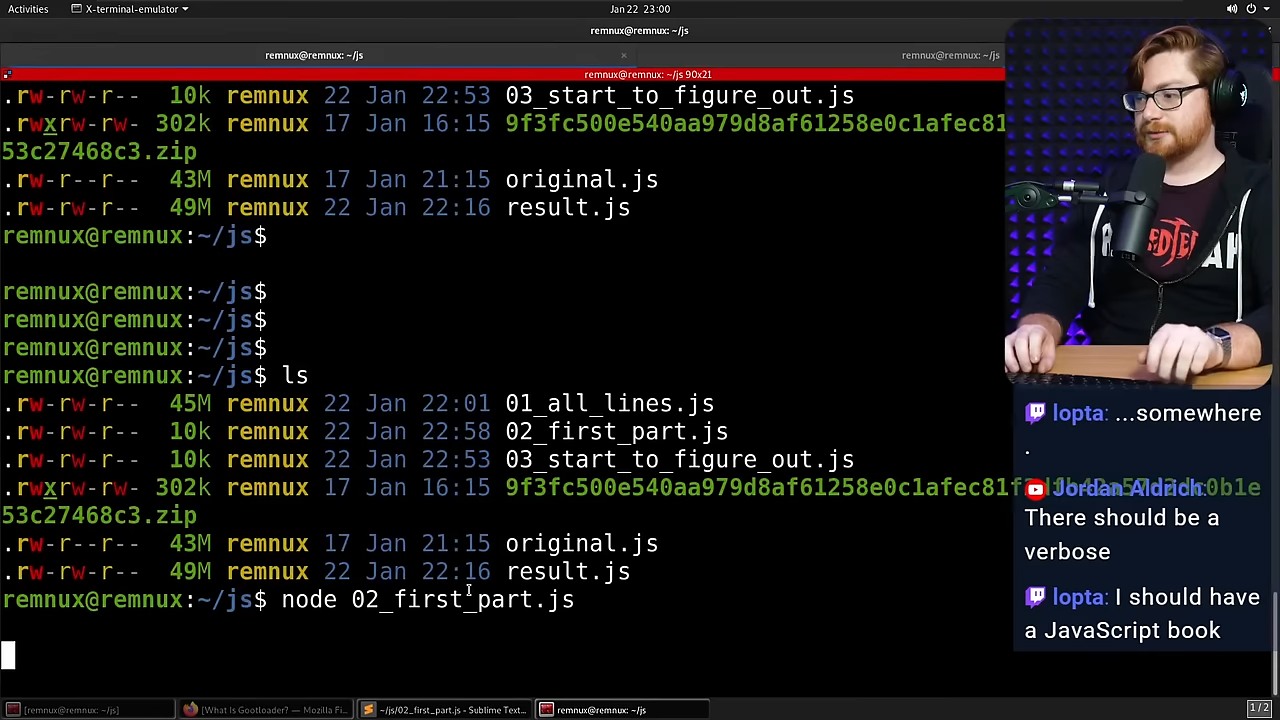 Activities X-terminal-emulator Jan 22 23:00
remnux@remnux: ~/js
remnux@remnux: ~/js × remnux@remnux: ~/js
remnux@remnux: ~/js 90x21
.rw-rw-r-- 10k remnux 22 Jan 22:53 03_start_to_figure_out.js
.rwxrw-rw- 302k remnux 17 Jan 16:15 9f3fc500e540aa979d8af61258e0c1afec81
53c27468c3.zip
.rw-r--r-- 43M remnux 17 Jan 21:15 original.js
.rw-rw-r-- 49M remnux 22 Jan 22:16 result.js
remnux@remnux:~/js$
remnux@remnux:~/js$
remnux@remnux:~/js$
remnux@remnux:~/js$
remnux@remnux:~/js$ ls
.rw-rw-r-- 45M remnux 22 Jan 22:01 01_all_lines.js
.rw-rw-r-- 10k remnux 22 Jan 22:58 02_first_part.js
.rw-rw-r-- 10k remnux 22 Jan 22:53 03_start_to_figure_out.js
.rwxrw-rw- 302k remnux 17 Jan 16:15 9f3fc500e540aa979d8af61258e0c1afec81
53c27468c3.zip
.rw-r--r-- 43M remnux 17 Jan 21:15 original.js
.rw-rw-r-- 49M remnux 22 Jan 22:16 result.js
remnux@remnux:~/js$ node 02_first_part.js
lopta: ...somewhere
.
Jordan Aldrich:
There should be a
verbose
lopta: I should have
a JavaScript book
[remnux@remnux: ~/js] [What Is Gootloader? — Mozilla Fi... ~/js/02_first_part.js - Sublime Text... remnux@remnux: ~/js 1/2